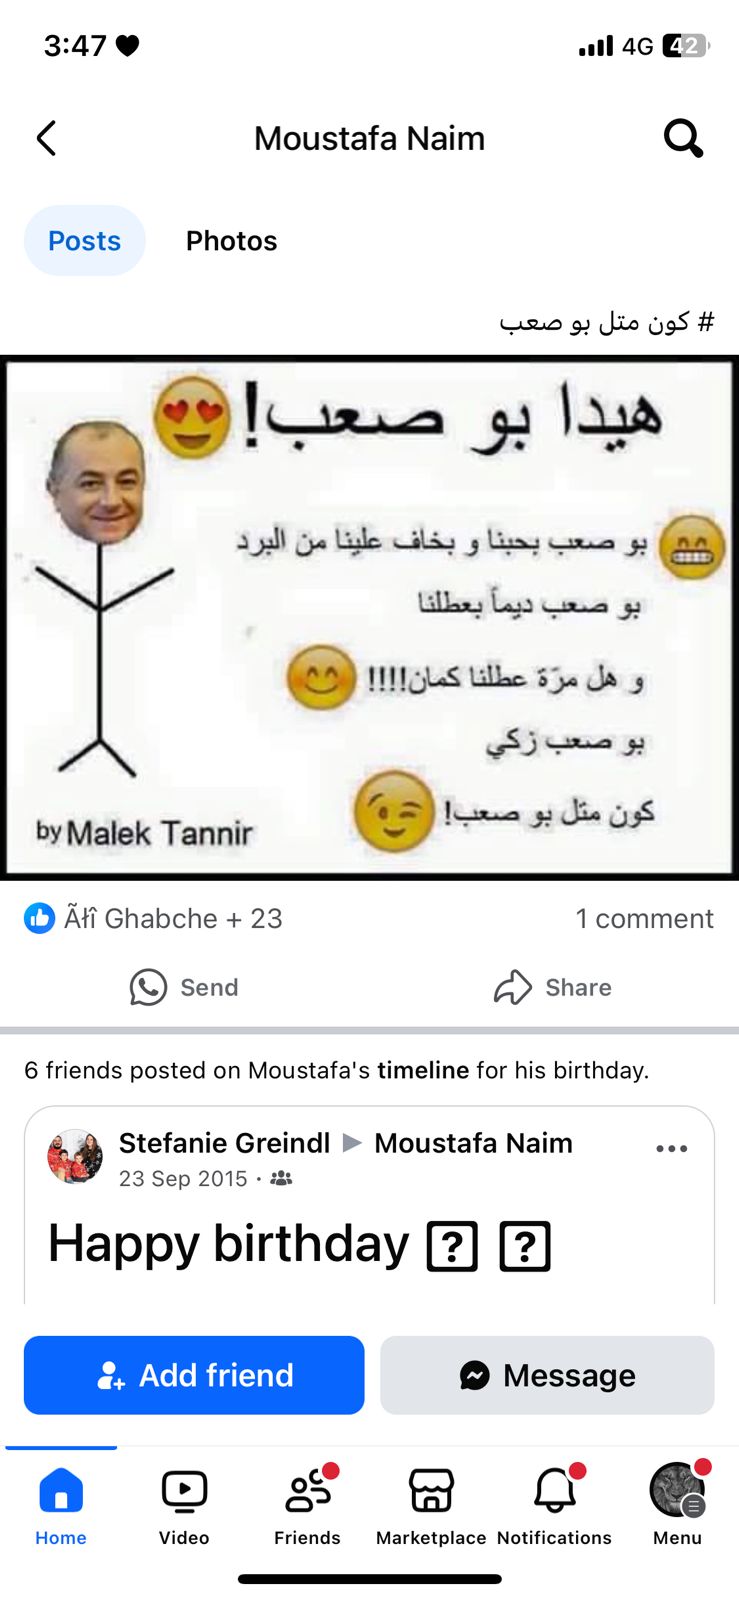 3:47
4G 42
Moustafa Naim
Posts Photos
# كون متل بو صعب
هيدا بو صعب!
بو صعب بحبنا و بخاف علينا من البرد
بو صعب ديماً بعطلنا
و هل مرّة عطلنا كمان!!!!
بو صعب زكي
كون متل بو صعب!
by Malek Tannir
Ãłî Ghabche + 23 1 comment
Send Share
6 friends posted on Moustafa's timeline for his birthday.
Stefanie Greindl ▶ Moustafa Naim
23 Sep 2015 ·
Happy birthday ? ?
Add friend Message
Home Video Friends Marketplace Notifications Menu